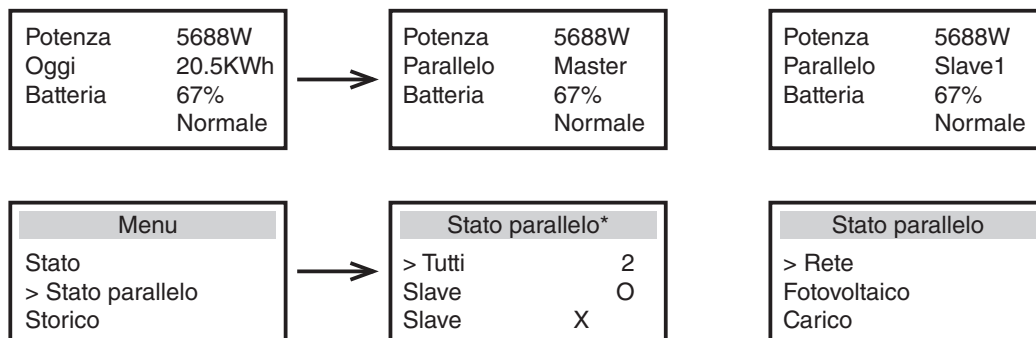 Potenza 5688W
Oggi 20.5KWh
Batteria 67%
Normale
Potenza 5688W
Parallelo Master
Batteria 67%
Normale
Potenza 5688W
Parallelo Slave1
Batteria 67%
Normale
Menu
Stato
> Stato parallelo
Storico
Stato parallelo*
> Tutti 2
Slave O
Slave X
Stato parallelo
> Rete
Fotovoltaico
Carico